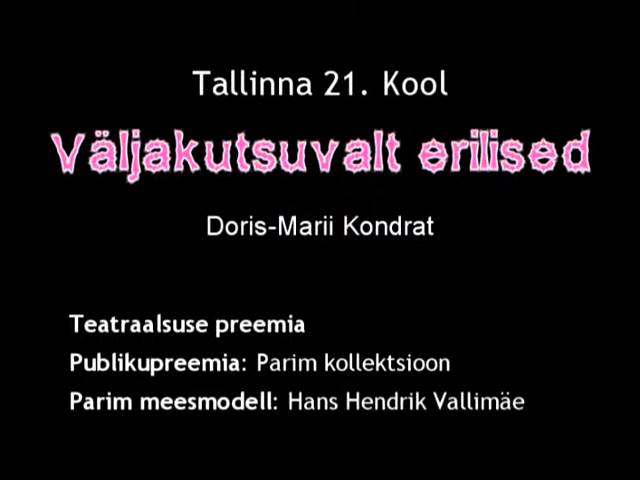 Tallinna 21. Kool
Väljakutsuvalt erilised
Doris-Marii Kondrat
Teatraalsuse preemia
Publikupreemia: Parim kollektsioon
Parim meesmodell: Hans Hendrik Vallimäe